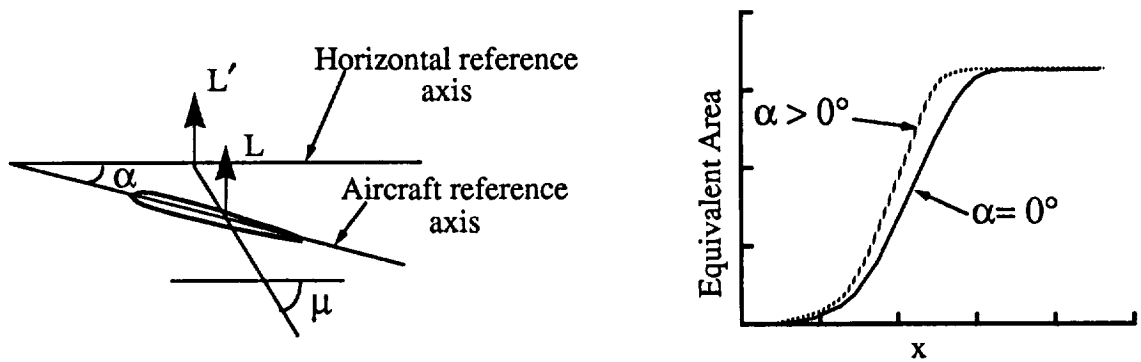 Horizontal reference
axis
L′
L
α
Aircraft reference
axis
μ
Equivalent Area
α > 0°
α= 0°
x